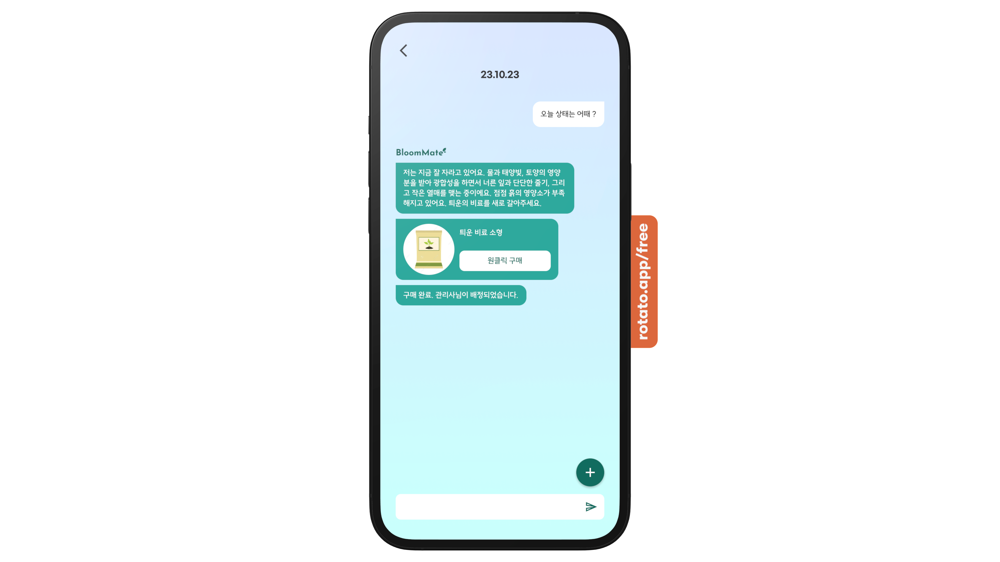 23.10.23
오늘 상태는 어때 ?
BloomMate
저는 지금 잘 자라고 있어요. 물과 태양빛, 토양의 영양
분을 받아 광합성을 하면서 너른 잎과 단단한 줄기, 그리
고 작은 열매를 맺는 중이에요. 점점 흙의 영양소가 부족
해지고 있어요. 틔운의 비료를 새로 갈아주세요.
틔운 비료 소형
원클릭 구매
구매 완료. 관리사님이 배정되었습니다.
rotato.app/free